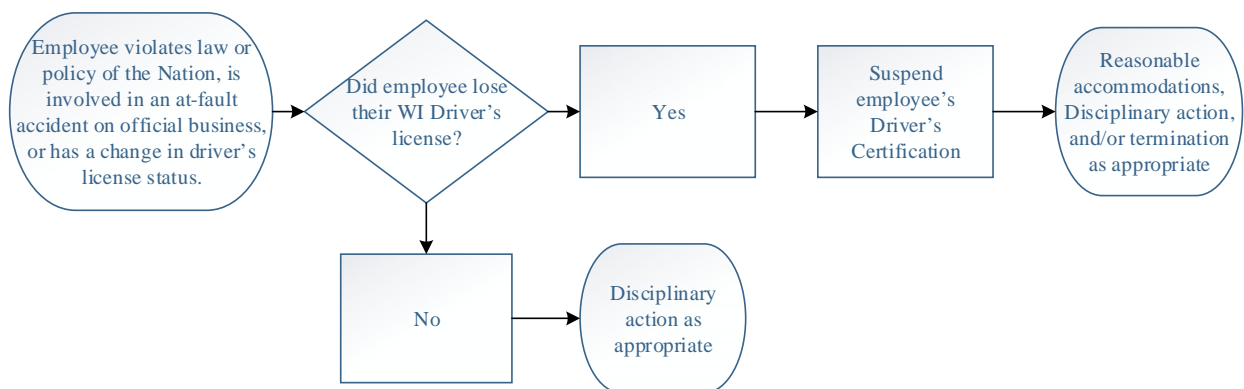 Employee violates law or
policy of the Nation, is
involved in an at-fault
accident on official business,
or has a change in driver's
license status.
Did employee lose
their WI Driver's
license?
Yes
Suspend
employee's
Driver's
Certification
Reasonable
accommodations,
Disciplinary action,
and/or termination
as appropriate
No
Disciplinary
action as
appropriate